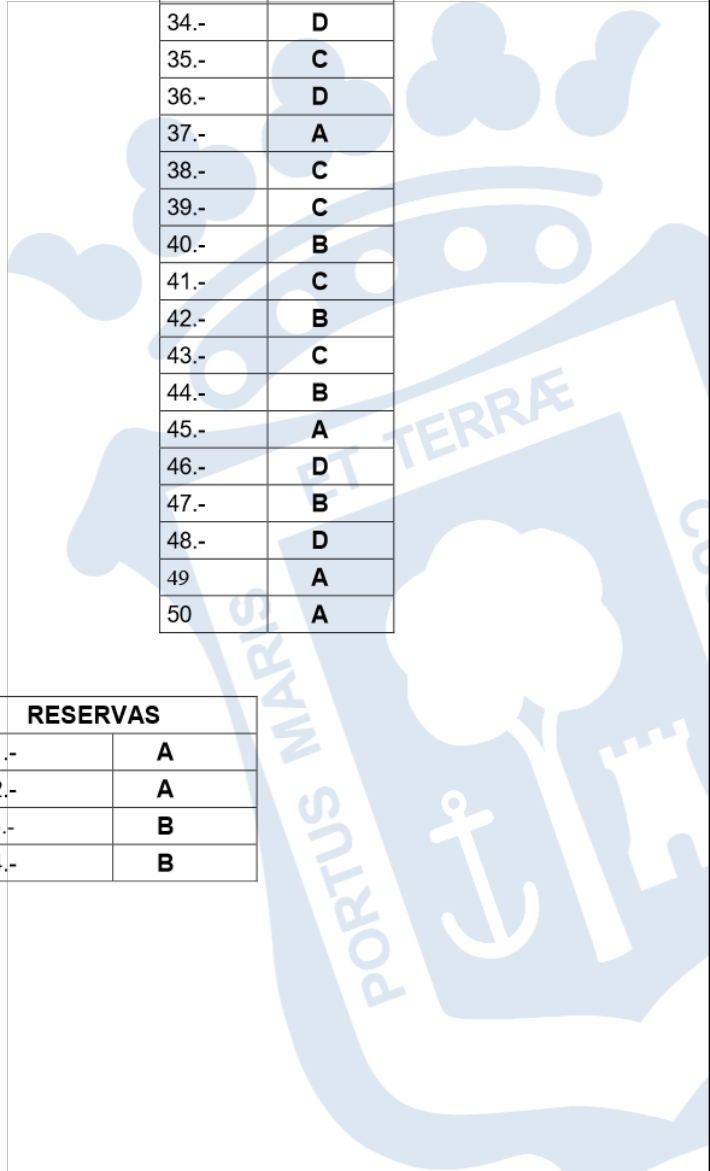 34.- D
35.- C
36.- D
37.- A
38.- C
39.- C
40.- B
41.- C
42.- B
43.- C
44.- B
45.- A
46.- D
47.- B
48.- D
49 A
50 A
RESERVAS
.- A
.- A
.- B
.- B
PORTUS MARIS ET TERRÆ